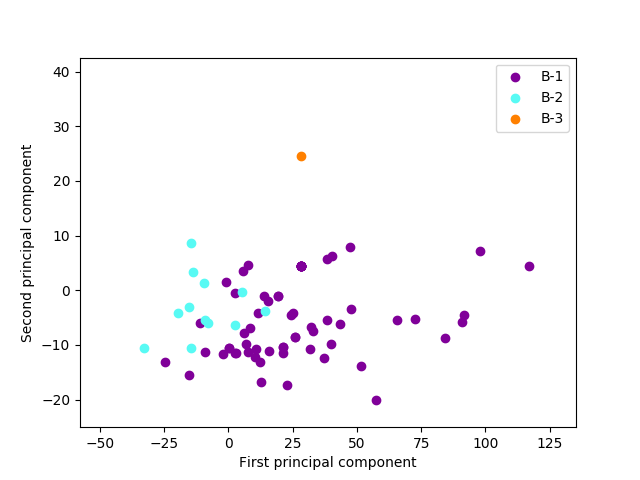 B-1
B-2
B-3
40
30
20
10
0
−10
−20
Second principal component
−50 −25 0 25 50 75 100 125
First principal component